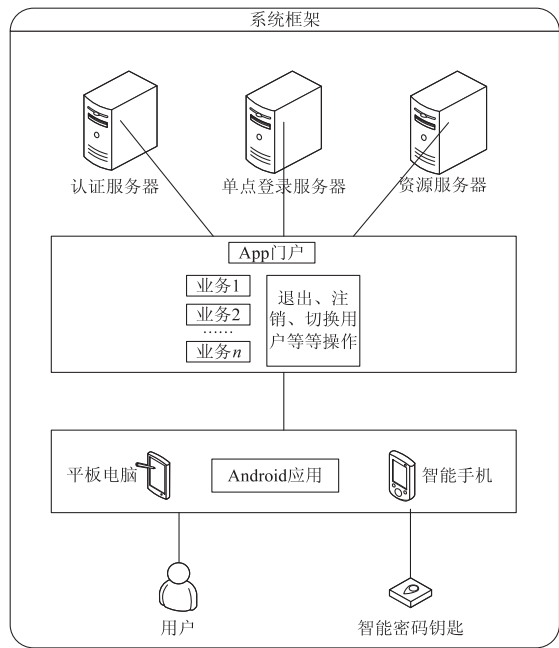 系统框架
认证服务器
单点登录服务器
资源服务器
App门户
业务1
业务2
……
业务n
退出、注
销、切换用
户等等操作
平板电脑
Android应用
智能手机
用户
智能密码钥匙